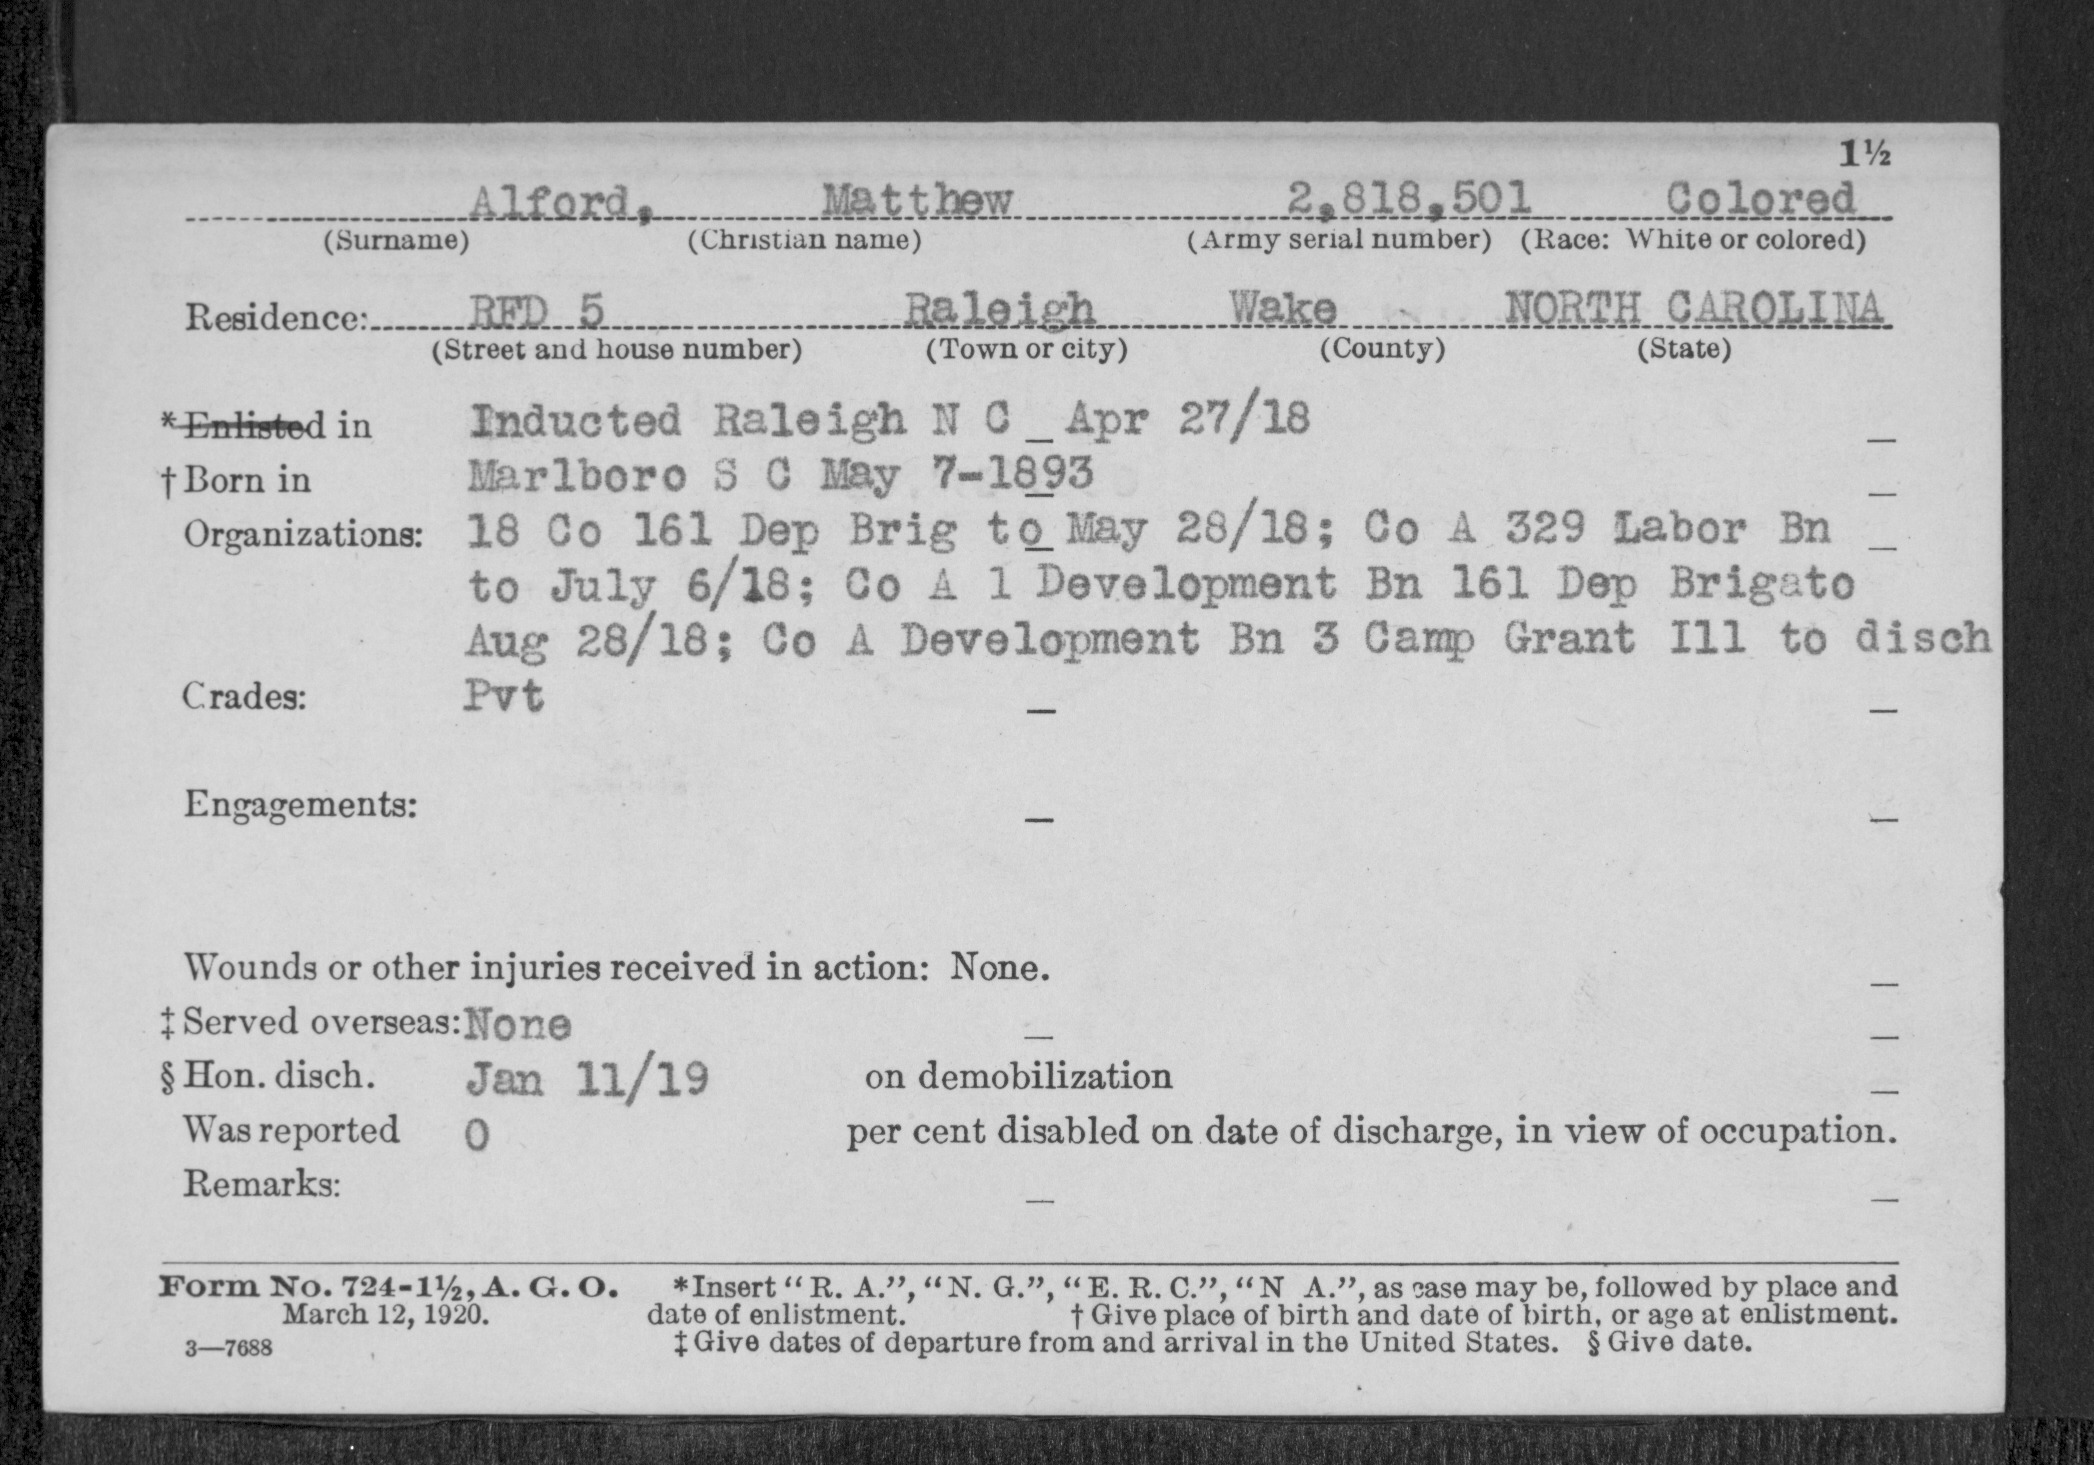 1½
Alford, Matthew 2,818,501 Colored
(Surname) (Christian name) (Army serial number) (Race: White or colored)
Residence: RFD 5 Raleigh Wake NORTH CAROLINA
(Street and house number) (Town or city) (County) (State)
*Enlisted in Inducted Raleigh N C _ Apr 27/18 _
†Born in Marlboro S C May 7-1893 _
Organizations: 18 Co 161 Dep Brig to May 28/18; Co A 329 Labor Bn _
to July 6/18; Co A 1 Development Bn 161 Dep Brigato
Aug 28/18; Co A Development Bn 3 Camp Grant Ill to disch
Grades: Pvt _ _
Engagements: _ _
Wounds or other injuries received in action: None. _
‡Served overseas: None _ _
§Hon. disch. Jan 11/19 on demobilization _
Was reported 0 per cent disabled on date of discharge, in view of occupation.
Remarks: _ _
Form No. 724-1½, A. G. O. *Insert "R. A.", "N. G.", "E. R. C.", "N A.", as case may be, followed by place and
March 12, 1920. date of enlistment. †Give place of birth and date of birth, or age at enlistment.
3—7688 ‡Give dates of departure from and arrival in the United States. §Give date.